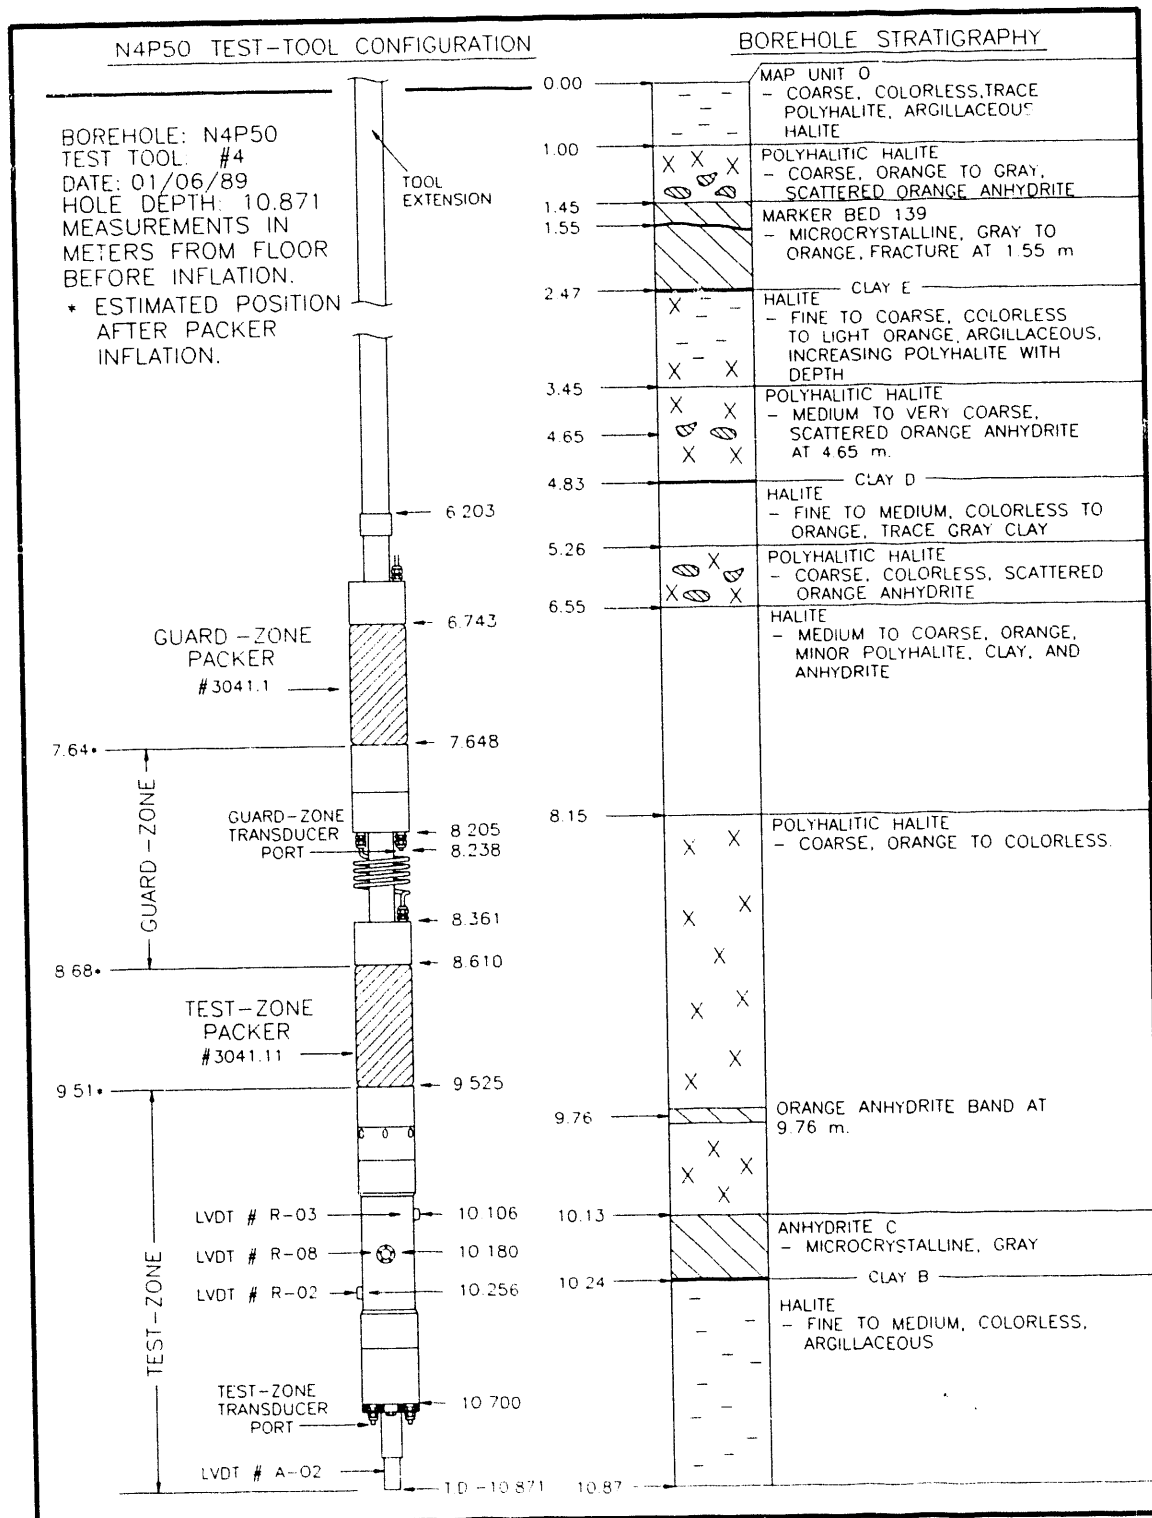 N4P50 TEST-TOOL CONFIGURATION
BOREHOLE: N4P50
TEST TOOL: #4
DATE: 01/06/89
HOLE DEPTH: 10.871
MEASUREMENTS IN
METERS FROM FLOOR
BEFORE INFLATION.
* ESTIMATED POSITION
AFTER PACKER
INFLATION.
TOOL
EXTENSION
6.203
6.743
GUARD-ZONE
PACKER
#3041.1
7.64*
7.648
GUARD-ZONE
GUARD-ZONE
TRANSDUCER
PORT
8.205
8.238
8.361
8.68*
8.610
TEST-ZONE
PACKER
#3041.11
9.51*
9.525
TEST-ZONE
LVDT # R-03
10.106
LVDT # R-08
10.180
LVDT # R-02
10.256
TEST-ZONE
TRANSDUCER
PORT
10.700
LVDT # A-02
10.871
BOREHOLE STRATIGRAPHY
0.00
MAP UNIT 0
- COARSE, COLORLESS,TRACE
POLYHALITE, ARGILLACEOUS
HALITE
1.00
POLYHALITIC HALITE
- COARSE, ORANGE TO GRAY,
SCATTERED ORANGE ANHYDRITE
1.45
MARKER BED 139
1.55
- MICROCRYSTALLINE, GRAY TO
ORANGE, FRACTURE AT 1.55 m
2.47
CLAY E
HALITE
- FINE TO COARSE, COLORLESS
TO LIGHT ORANGE, ARGILLACEOUS,
INCREASING POLYHALITE WITH
DEPTH
3.45
POLYHALITIC HALITE
- MEDIUM TO VERY COARSE,
SCATTERED ORANGE ANHYDRITE
AT 4.65 m.
4.65
4.83
CLAY D
HALITE
- FINE TO MEDIUM, COLORLESS TO
ORANGE, TRACE GRAY CLAY
5.26
POLYHALITIC HALITE
- COARSE, COLORLESS, SCATTERED
ORANGE ANHYDRITE
6.55
HALITE
- MEDIUM TO COARSE, ORANGE,
MINOR POLYHALITE, CLAY, AND
ANHYDRITE
8.15
POLYHALITIC HALITE
- COARSE, ORANGE TO COLORLESS.
9.76
ORANGE ANHYDRITE BAND AT
9.76 m.
10.13
ANHYDRITE C
- MICROCRYSTALLINE, GRAY
10.24
CLAY B
HALITE
- FINE TO MEDIUM, COLORLESS,
ARGILLACEOUS
10.87